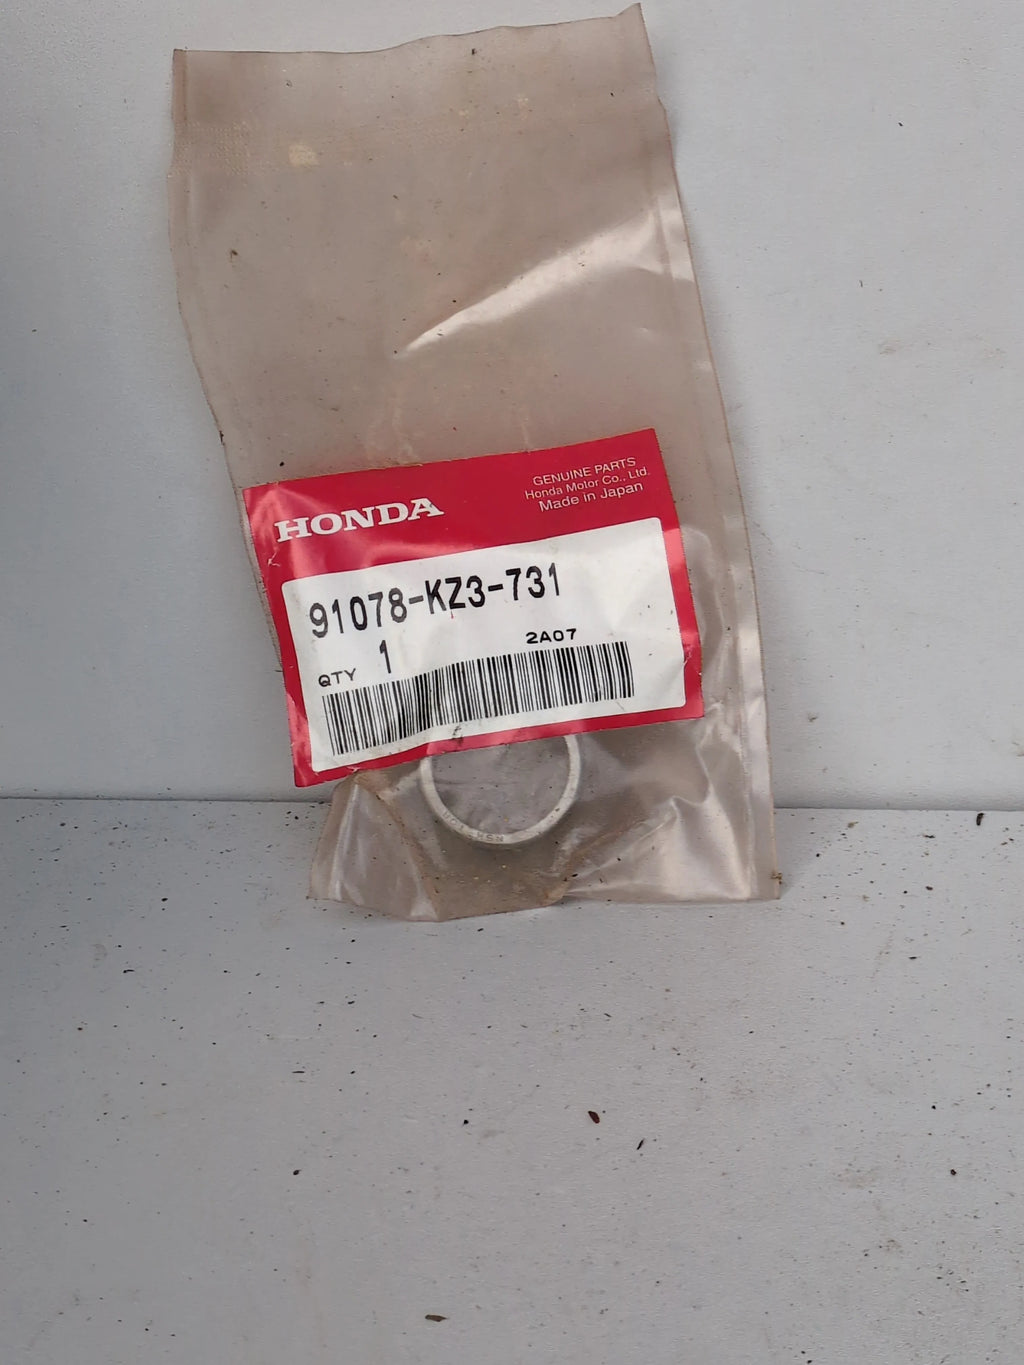 HONDA
GENUINE PARTS
Honda Motor Co., Ltd.
Made in Japan
91078-KZ3-731
QTY 1
2A07